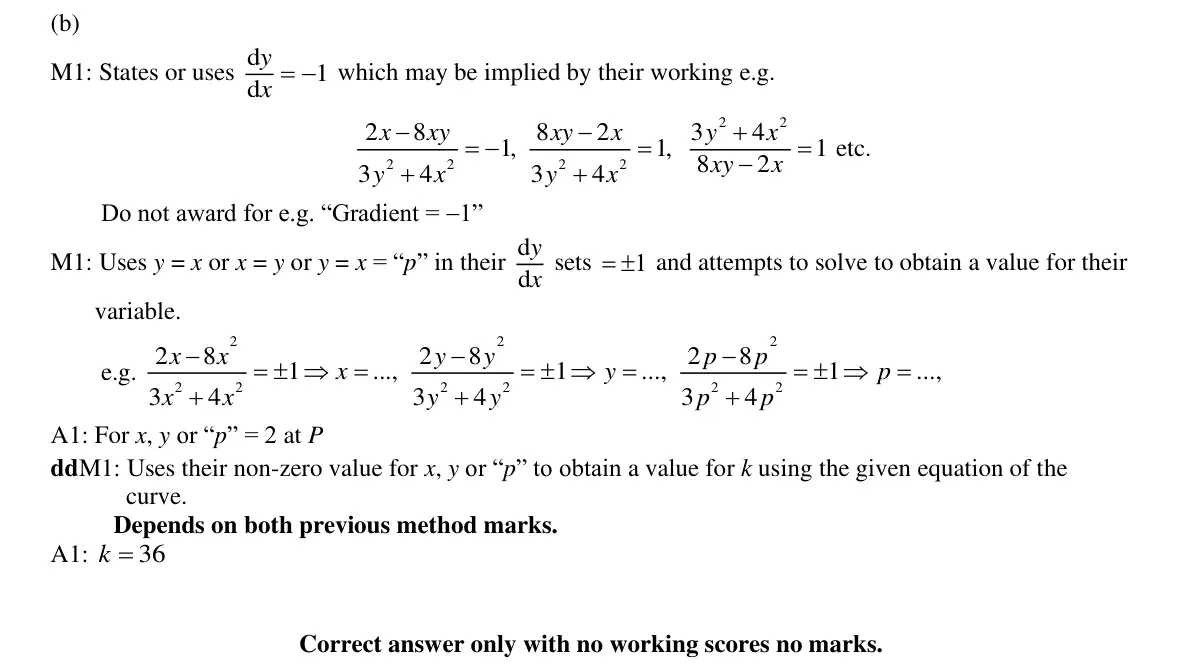 (b)
M1: States or uses dy/dx = −1 which may be implied by their working e.g.
(2x − 8xy)/(3y² + 4x²) = −1, (8xy − 2x)/(3y² + 4x²) = 1, (3y² + 4x²)/(8xy − 2x) = 1 etc.
Do not award for e.g. “Gradient = –1”
M1: Uses y = x or x = y or y = x = “p” in their dy/dx sets = ±1 and attempts to solve to obtain a value for their
variable.
e.g. (2x − 8x²)/(3x² + 4x²) = ±1 ⇒ x = ..., (2y − 8y²)/(3y² + 4y²) = ±1 ⇒ y = ..., (2p − 8p²)/(3p² + 4p²) = ±1 ⇒ p = ...,
A1: For x, y or “p” = 2 at P
ddM1: Uses their non-zero value for x, y or “p” to obtain a value for k using the given equation of the
curve.
Depends on both previous method marks.
A1: k = 36
Correct answer only with no working scores no marks.